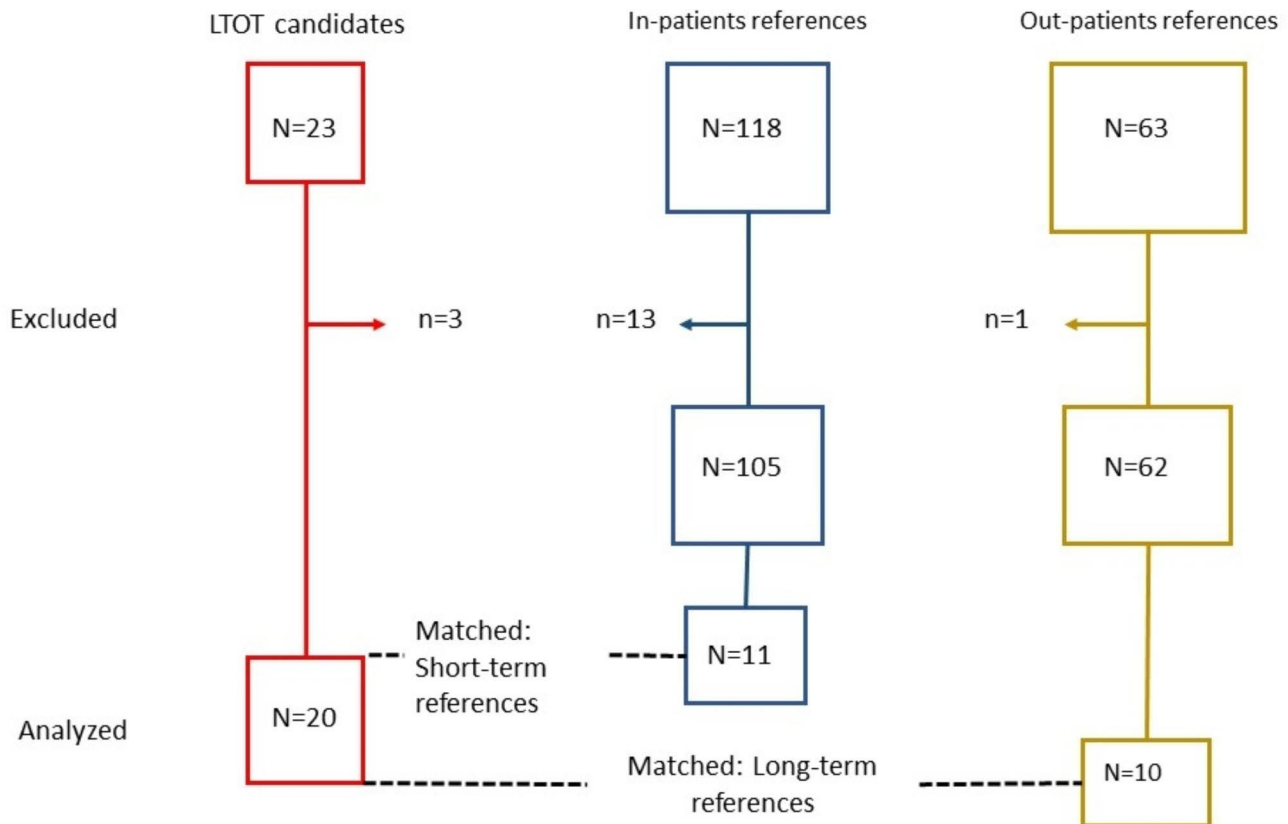 LTOT candidates
In-patients references
Out-patients references
N=23
N=118
N=63
Excluded
n=3
n=13
n=1
N=105
N=62
Matched:
Short-term
references
N=11
Analyzed
N=20
Matched: Long-term
references
N=10